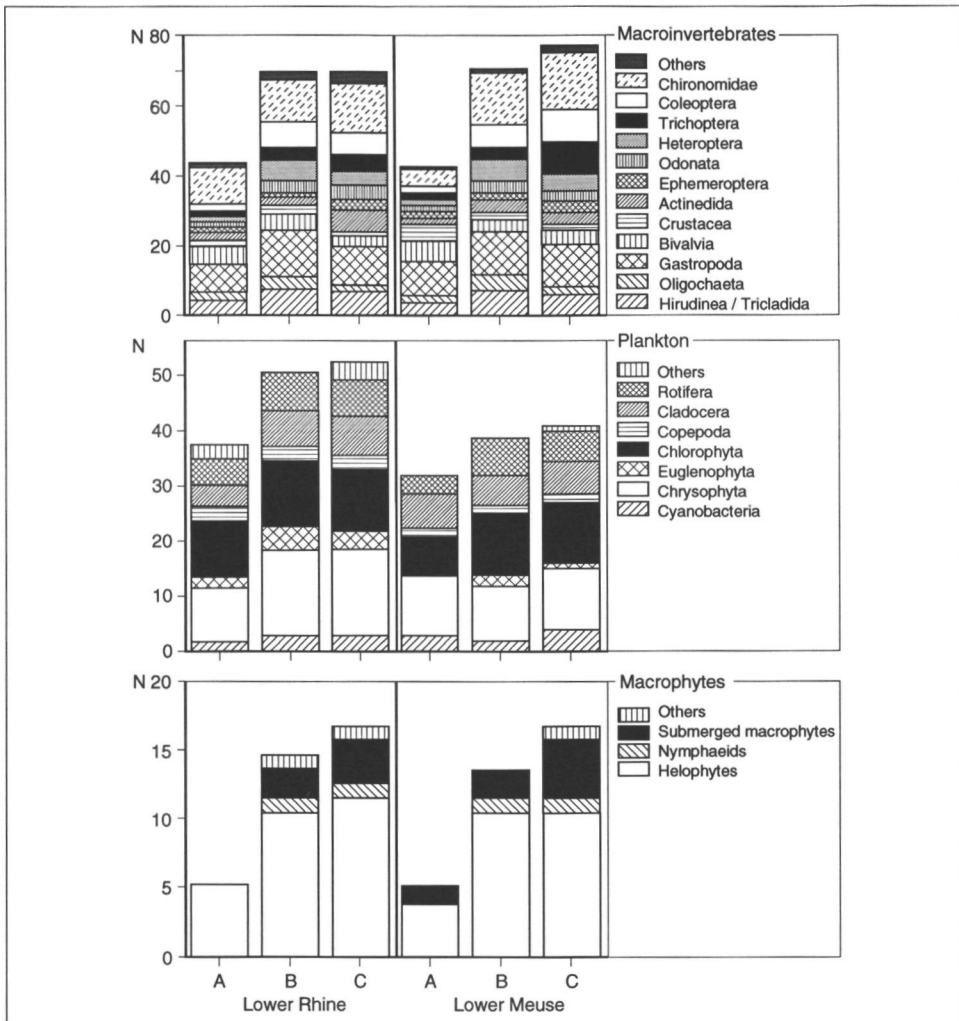 N 80
60
40
20
0
Macroinvertebrates
Others
Chironomidae
Coleoptera
Trichoptera
Heteroptera
Odonata
Ephemeroptera
Actinedida
Crustacea
Bivalvia
Gastropoda
Oligochaeta
Hirudinea / Tricladida
N
50
40
30
20
10
0
Plankton
Others
Rotifera
Cladocera
Copepoda
Chlorophyta
Euglenophyta
Chrysophyta
Cyanobacteria
N 20
15
10
5
0
Macrophytes
Others
Submerged macrophytes
Nymphaeids
Helophytes
A B C A B C
Lower Rhine Lower Meuse